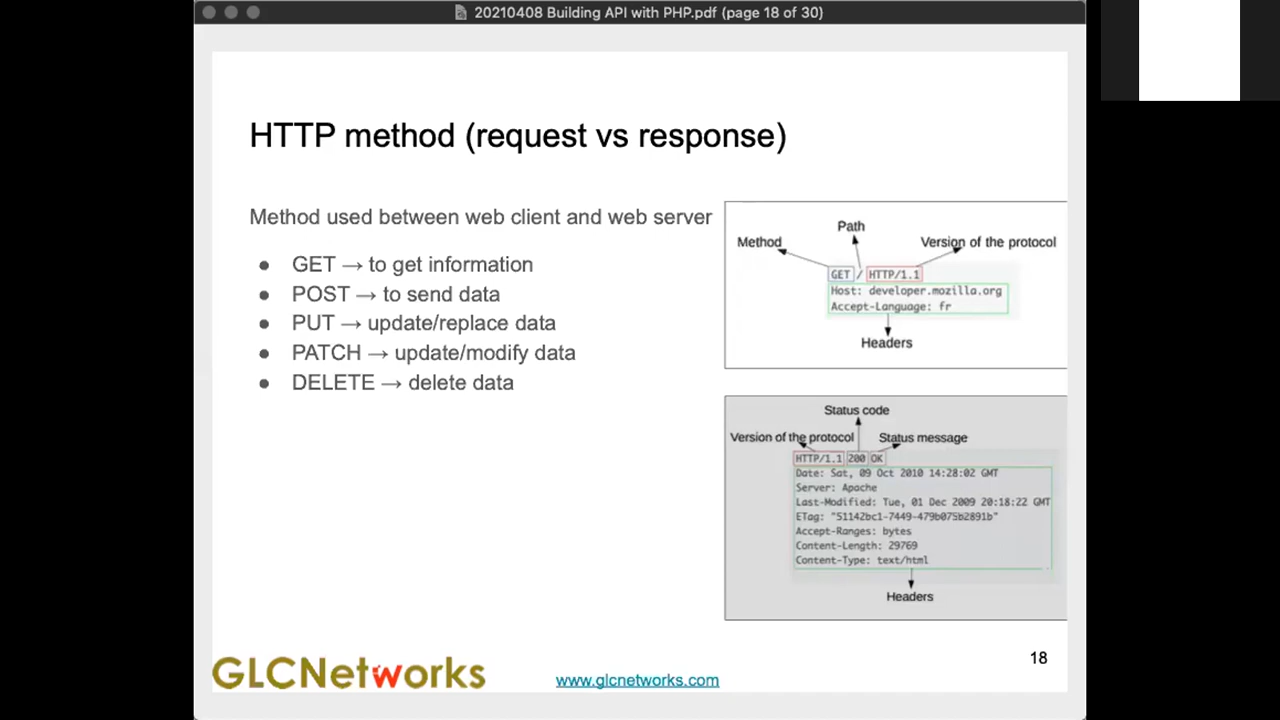 20210408 Building API with PHP.pdf (page 18 of 30)
HTTP method (request vs response)
Method used between web client and web server
● GET → to get information
● POST → to send data
● PUT → update/replace data
● PATCH → update/modify data
● DELETE → delete data
Path
Method
Version of the protocol
GET / HTTP/1.1
Host: developer.mozilla.org
Accept-Language: fr
Headers
Status code
Version of the protocol
Status message
HTTP/1.1 200 OK
Date: Sat, 09 Oct 2010 14:28:02 GMT
Server: Apache
Last-Modified: Tue, 01 Dec 2009 20:18:22 GMT
ETag: "51142bc1-7449-479b075b2891b"
Accept-Ranges: bytes
Content-Length: 29769
Content-Type: text/html
Headers
GLCNetworks
www.glcnetworks.com
18